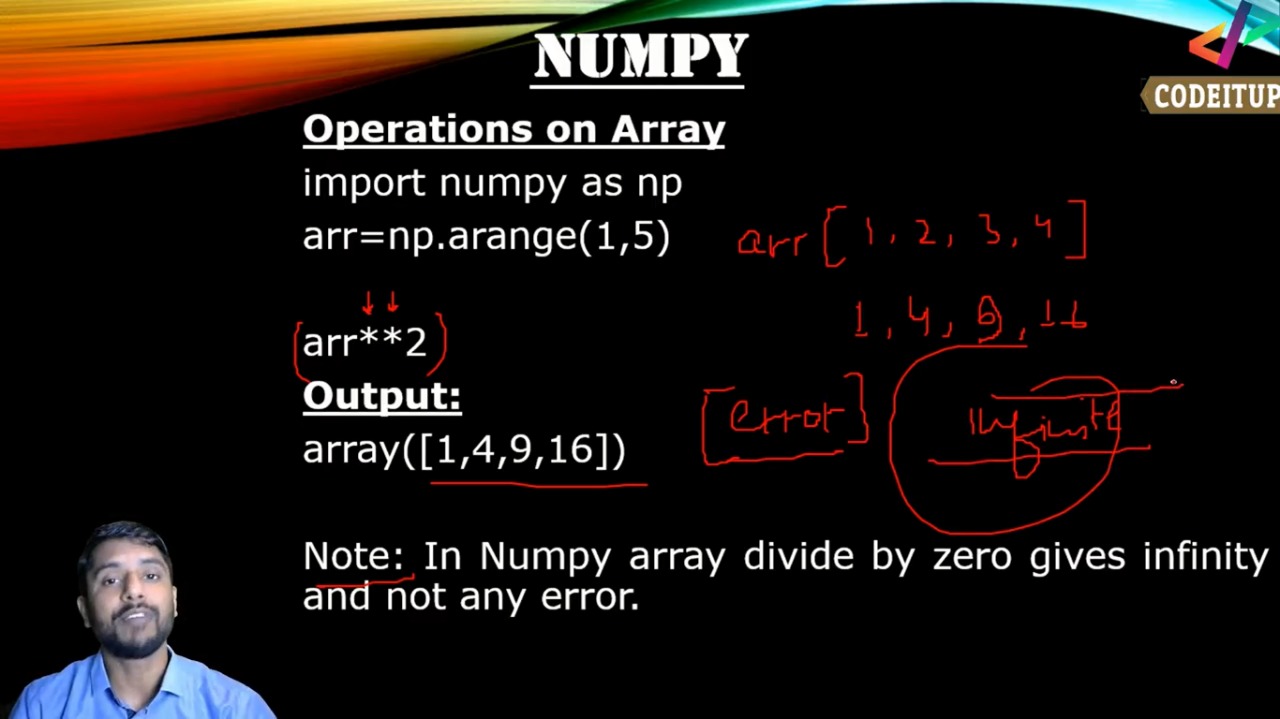 NUMPY
CODEITUP
Operations on Array
import numpy as np
arr=np.arange(1,5)
arr [ 1, 2, 3, 4 ]
1, 4, 9, 16
arr**2
Output:
[error]
Infinite
array([1,4,9,16])
Note: In Numpy array divide by zero gives infinity
and not any error.